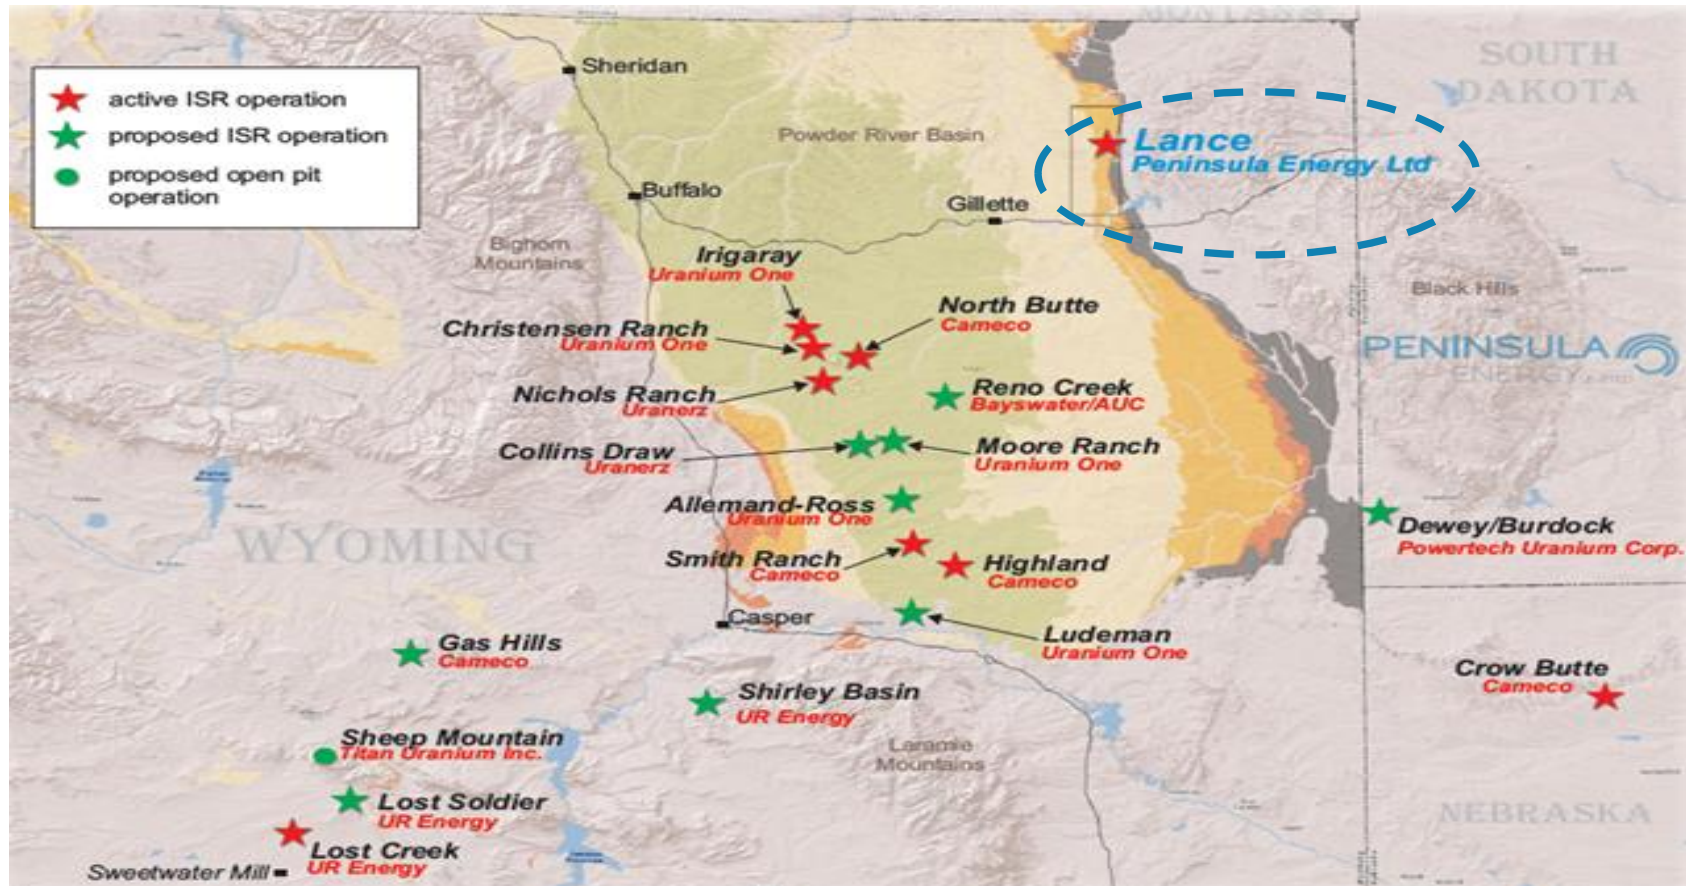 MONTANA
SOUTH
DAKOTA
active ISR operation
proposed ISR operation
proposed open pit
operation
Sheridan
Powder River Basin
Lance
Peninsula Energy Ltd
Buffalo
Gillette
Bighorn
Mountains
Irigaray
Uranium One
North Butte
Cameco
Black Hills
Christensen Ranch
Uranium One
PENINSULA
ENERGY
Nichols Ranch
Uranerz
Reno Creek
Bayswater/AUC
Collins Draw
Uranerz
Moore Ranch
Uranium One
Allemand-Ross
Uranium One
WYOMING
Dewey/Burdock
Powertech Uranium Corp.
Smith Ranch
Cameco
Highland
Cameco
Casper
Ludeman
Uranium One
Gas Hills
Cameco
Crow Butte
Cameco
Shirley Basin
UR Energy
Sheep Mountain
Titan Uranium Inc.
Laramie
Mountains
Lost Soldier
UR Energy
NEBRASKA
Lost Creek
UR Energy
Sweetwater Mill